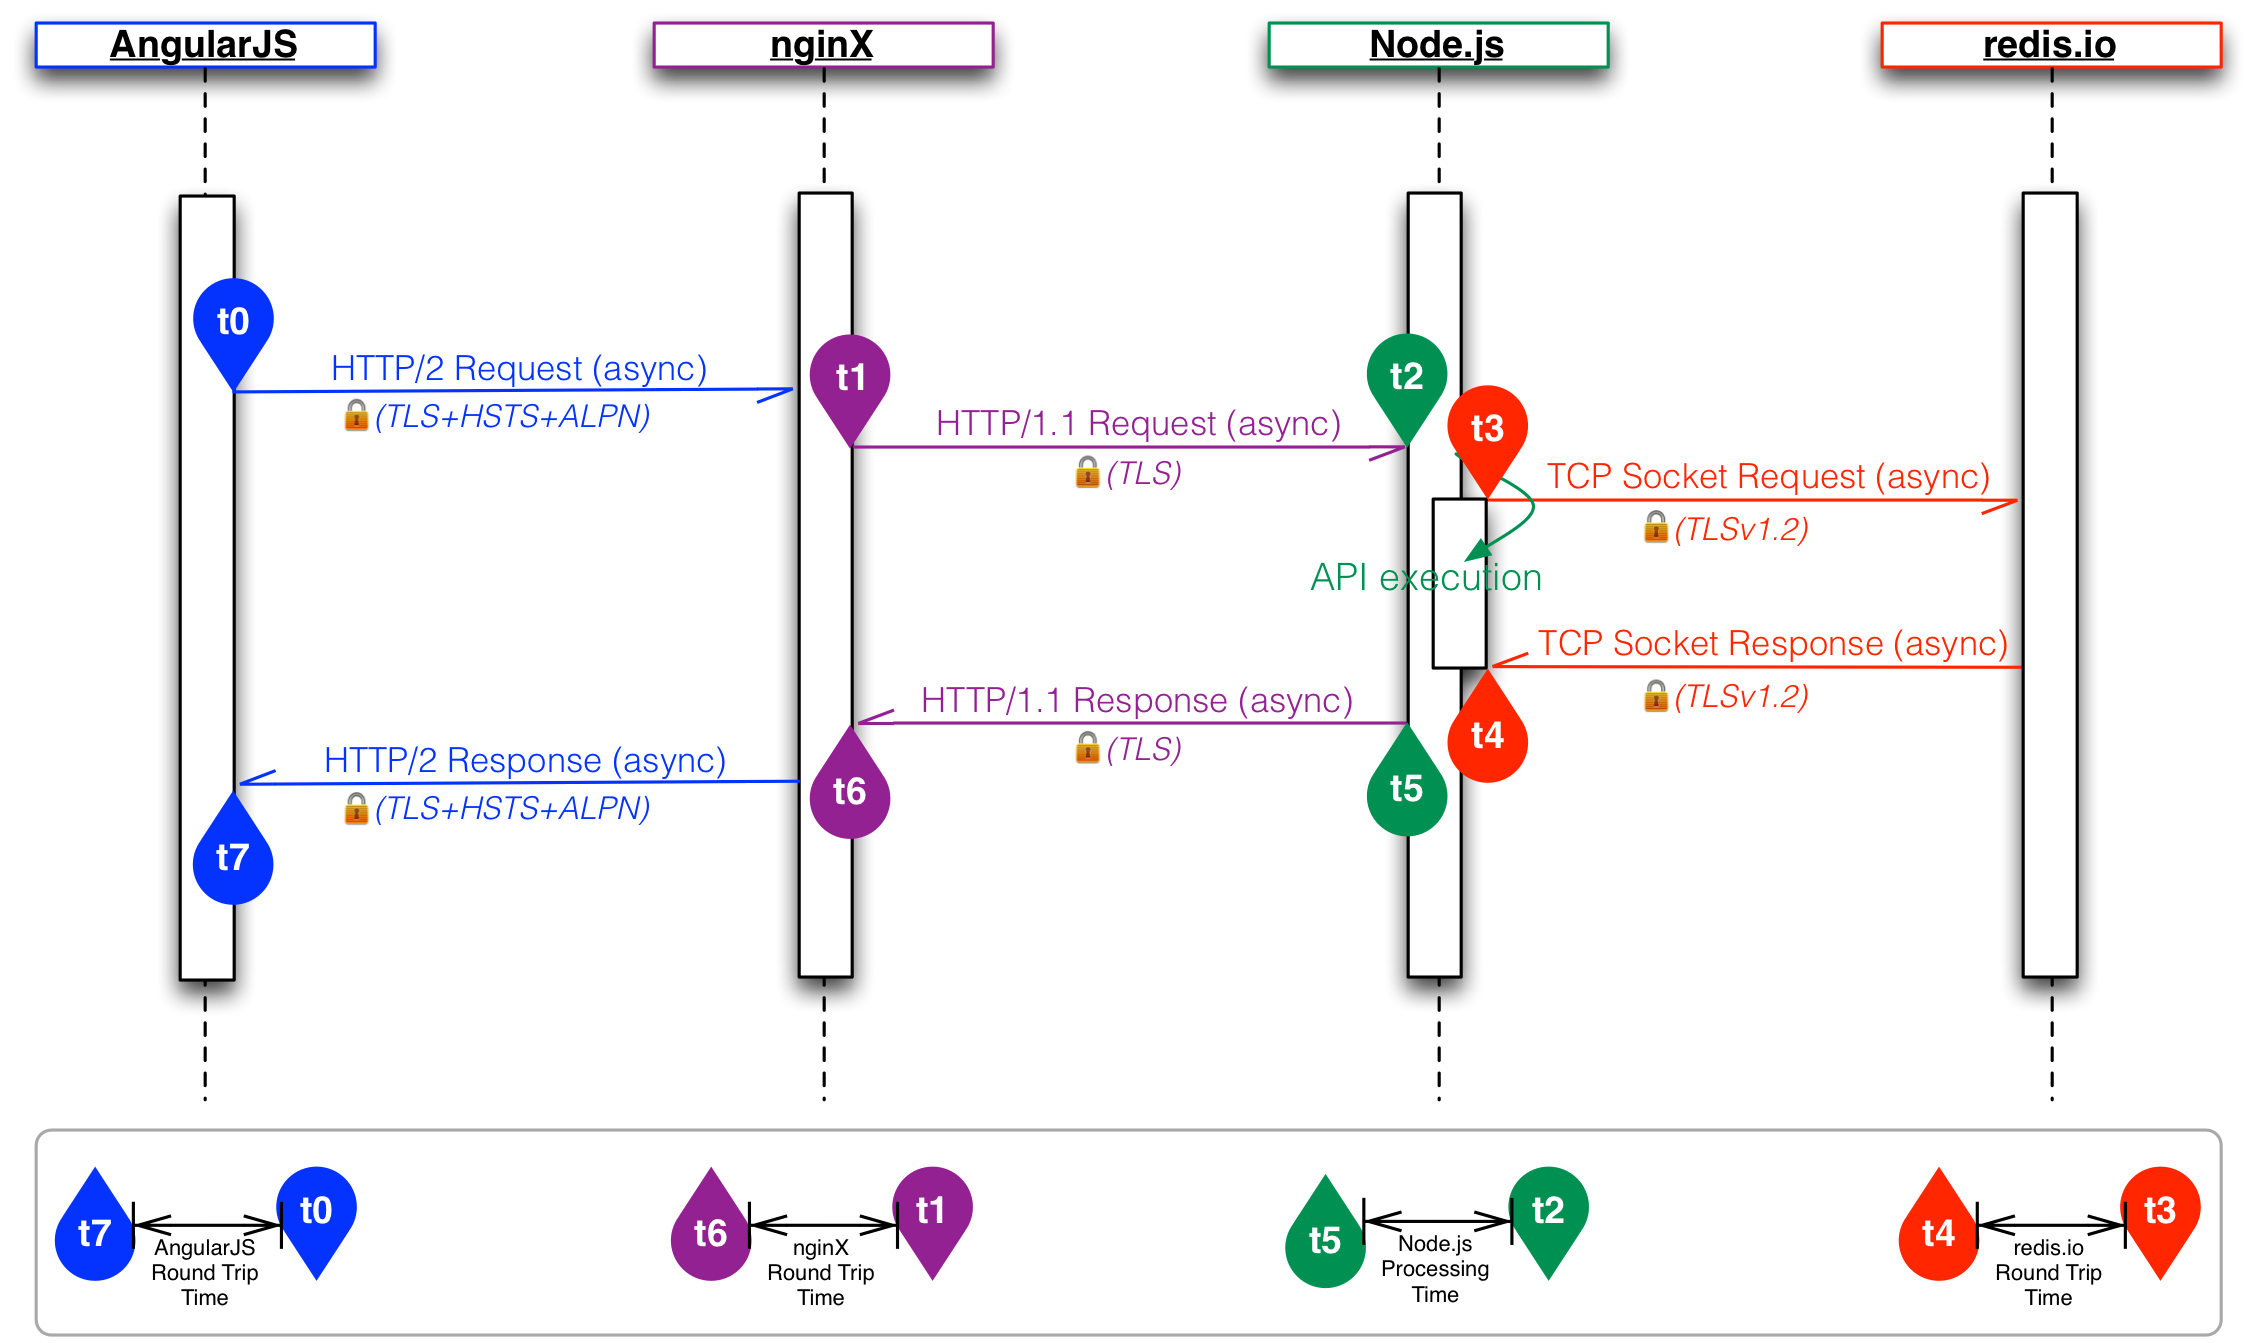 AngularJS
nginX
Node.js
redis.io
t0
HTTP/2 Request (async)
(TLS+HSTS+ALPN)
t1
HTTP/1.1 Request (async)
(TLS)
t2
t3
TCP Socket Request (async)
(TLSv1.2)
API execution
TCP Socket Response (async)
(TLSv1.2)
t4
HTTP/1.1 Response (async)
(TLS)
t5
t6
HTTP/2 Response (async)
(TLS+HSTS+ALPN)
t7
t7
AngularJS
Round Trip
Time
t0
t6
nginX
Round Trip
Time
t1
t5
Node.js
Processing
Time
t2
t4
redis.io
Round Trip
Time
t3